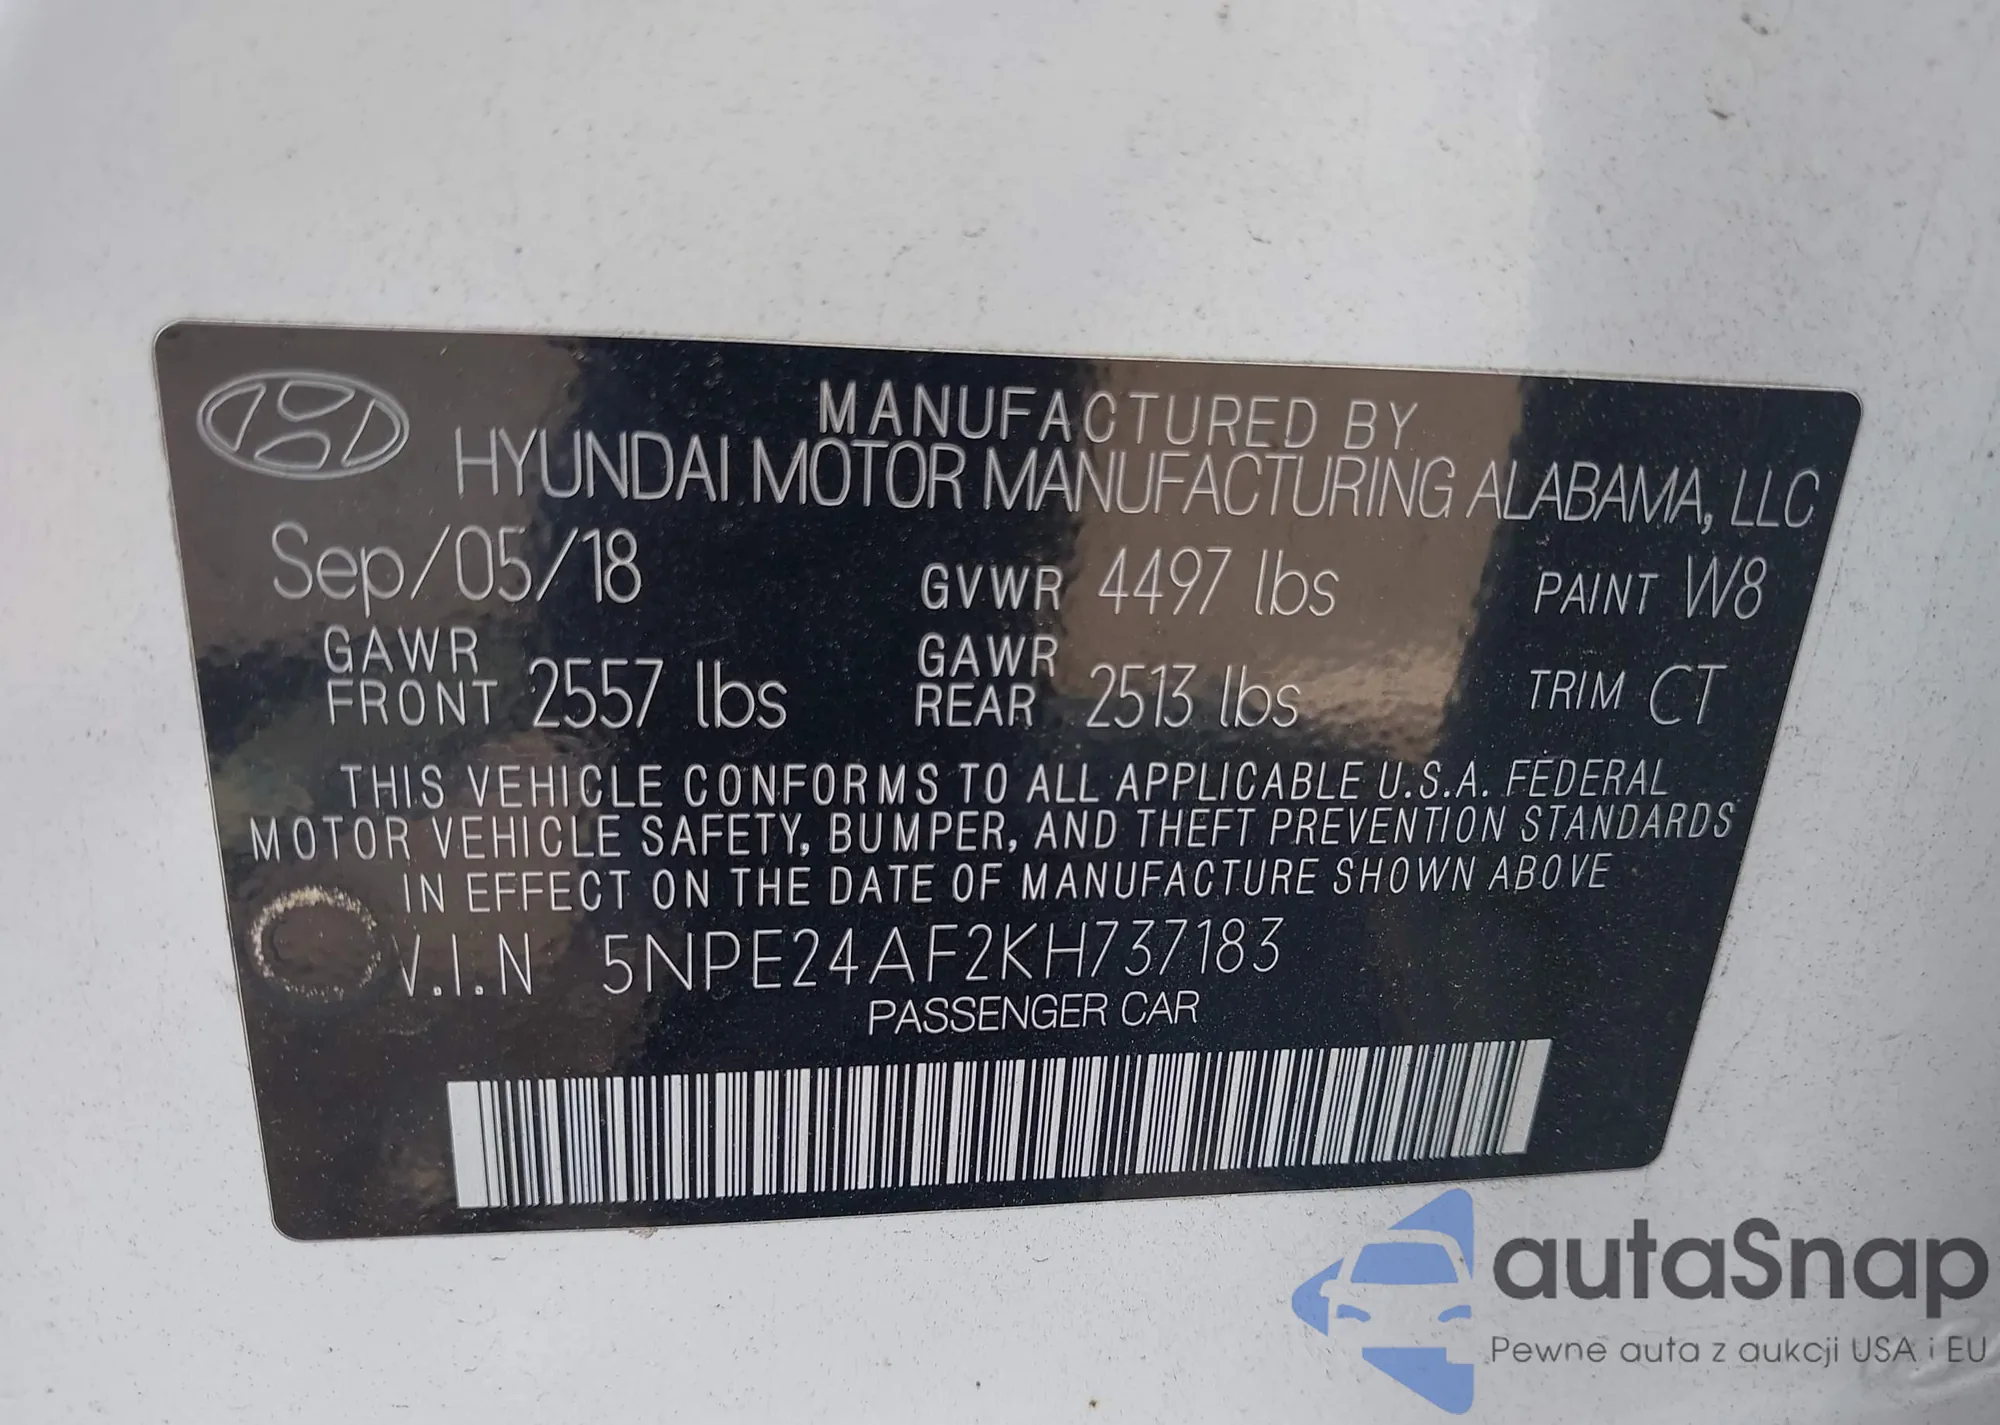 MANUFACTURED BY
HYUNDAI MOTOR MANUFACTURING ALABAMA, LLC
Sep/05/18 GVWR 4497 lbs PAINT W8
GAWR FRONT 2557 lbs GAWR REAR 2513 lbs TRIM CT
THIS VEHICLE CONFORMS TO ALL APPLICABLE U.S.A. FEDERAL
MOTOR VEHICLE SAFETY, BUMPER, AND THEFT PREVENTION STANDARDS
IN EFFECT ON THE DATE OF MANUFACTURE SHOWN ABOVE
V.I.N 5NPE24AF2KH737183
PASSENGER CAR
autaSnap
Pewne auta z aukcji USA i EU